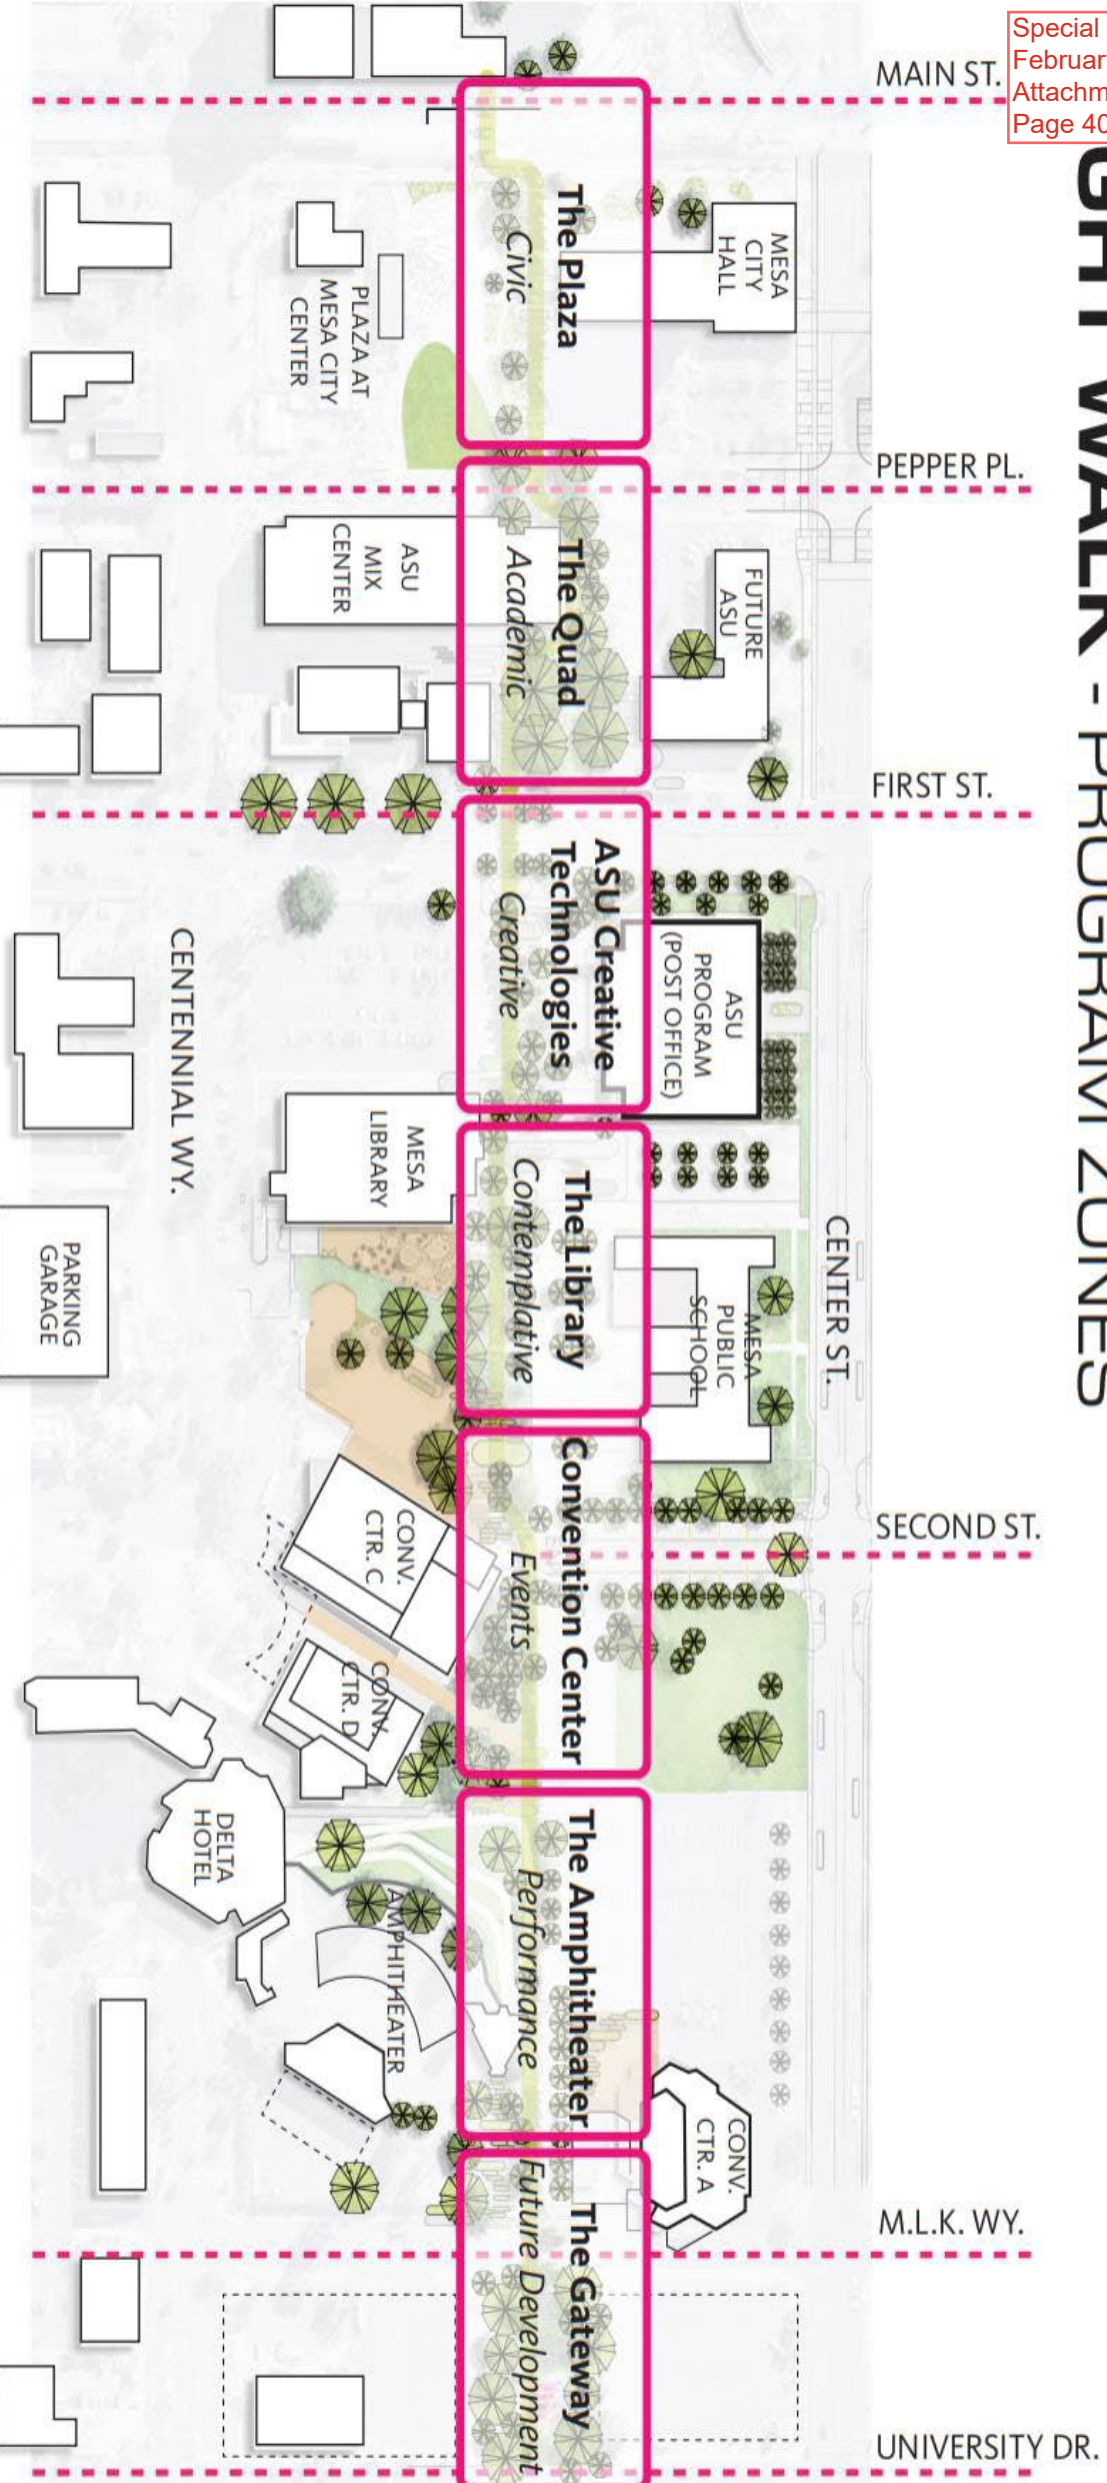 Special
Februar
Attachm
Page 40
GHT WALK - PROGRAM ZONES
MAIN ST.
PEPPER PL.
FIRST ST.
SECOND ST.
M.L.K. WY.
UNIVERSITY DR.
CENTER ST.
CENTENNIAL WY.
The Plaza
Civic
MESA
CITY
HALL
PLAZA AT
MESA CITY
CENTER
The Quad
Academic
FUTURE
ASU
ASU
MIX
CENTER
ASU Creative
Technologies
Creative
ASU
PROGRAM
(POST OFFICE)
The Library
Contemplative
MESA
LIBRARY
MESA
PUBLIC
SCHOOL
PARKING
GARAGE
Convention Center
Events
CONV.
CTR. C
CONV.
CTR. D
DELTA
HOTEL
The Amphitheater
Performance
AMPHITHEATER
CONV.
CTR. A
The Gateway
Future Development